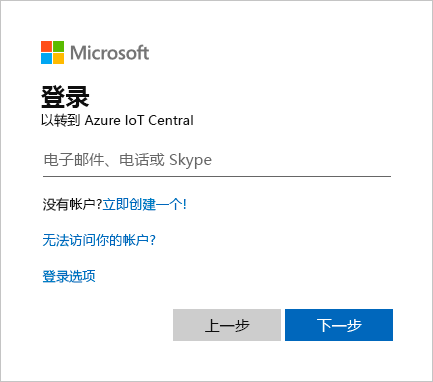 Microsoft
登录
以转到 Azure IoT Central
电子邮件、电话或 Skype
没有帐户?立即创建一个!
无法访问你的帐户?
登录选项
上一步 下一步